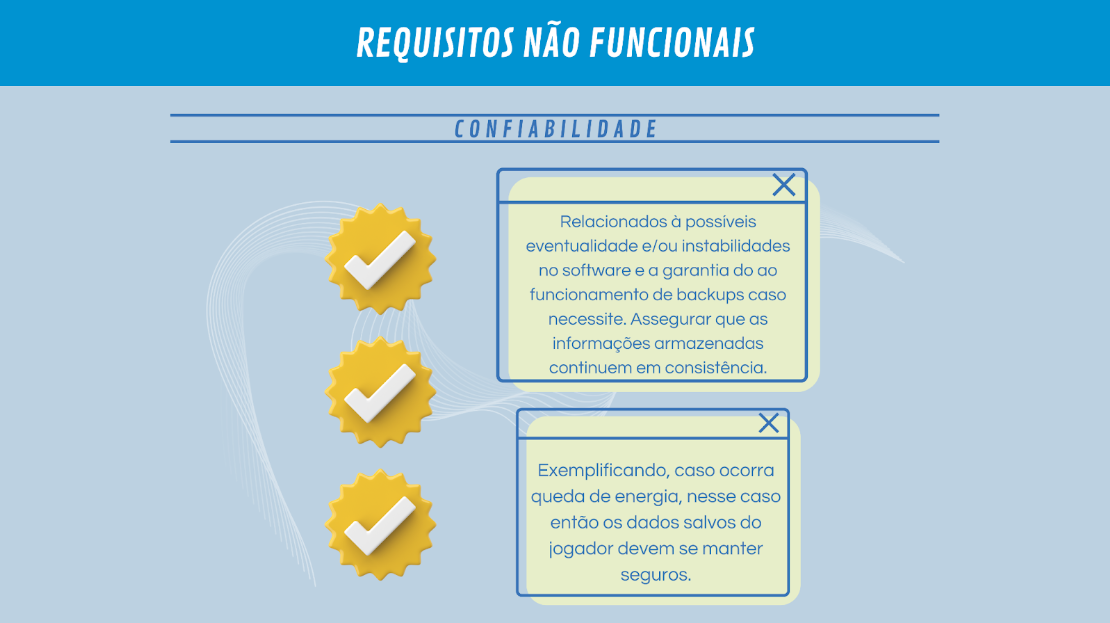 REQUISITOS NÃO FUNCIONAIS
CONFIABILIDADE
Relacionados à possíveis
eventualidade e/ou instabilidades
no software e a garantia do ao
funcionamento de backups caso
necessite. Assegurar que as
informações armazenadas
continuem em consistência.
Exemplificando, caso ocorra
queda de energia, nesse caso
então os dados salvos do
jogador devem se manter
seguros.